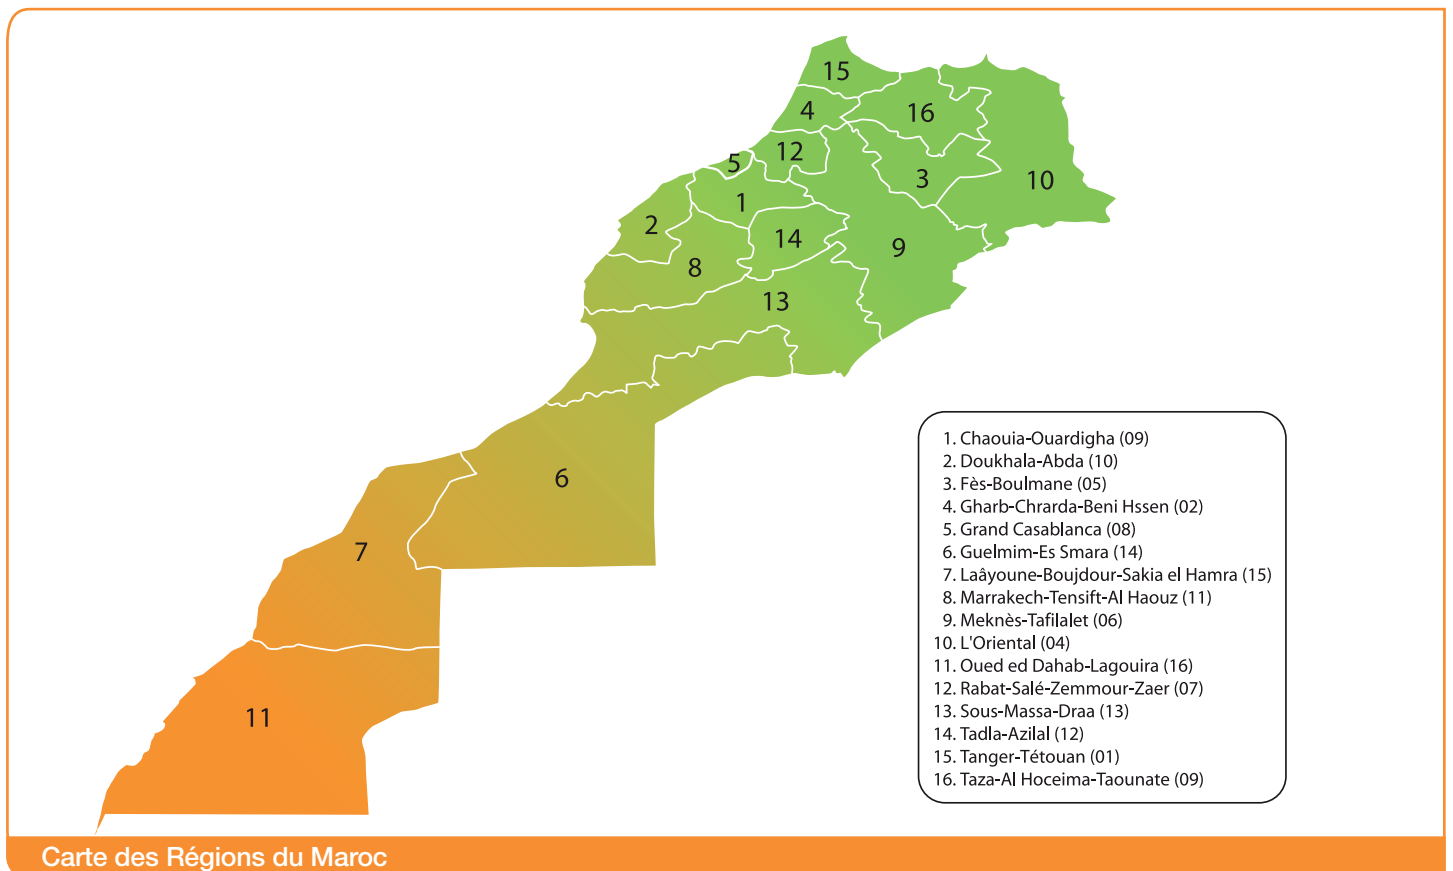 15
4
16
12
5
3
10
1
2
14
9
8
13
6
7
11
1. Chaouia-Ouardigha (09)
2. Doukhala-Abda (10)
3. Fès-Boulmane (05)
4. Gharb-Chrarda-Beni Hssen (02)
5. Grand Casablanca (08)
6. Guelmim-Es Smara (14)
7. Laâyoune-Boujdour-Sakia el Hamra (15)
8. Marrakech-Tensift-Al Haouz (11)
9. Meknès-Tafilalet (06)
10. L'Oriental (04)
11. Oued ed Dahab-Lagouira (16)
12. Rabat-Salé-Zemmour-Zaer (07)
13. Sous-Massa-Draa (13)
14. Tadla-Azilal (12)
15. Tanger-Tétouan (01)
16. Taza-Al Hoceima-Taounate (09)
Carte des Régions du Maroc